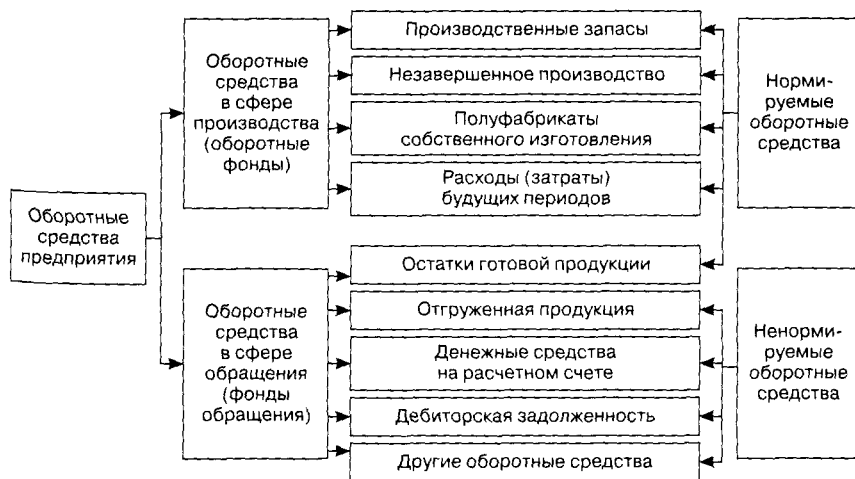 Оборотные
средства
предприятия
Оборотные
средства
в сфере
производства
(оборотные
фонды)
Производственные запасы
Незавершенное производство
Полуфабрикаты
собственного изготовления
Расходы (затраты)
будущих периодов
Нормі-
руемые
оборотные
средства
Оборотные
средства
в сфере
обращения
(фонды
обращения)
Остатки готовой продукции
Отгруженная продукция
Денежные средства
на расчетном счете
Дебиторская задолженность
Другие оборотные средства
Ненорми-
руемые
оборотные
средства